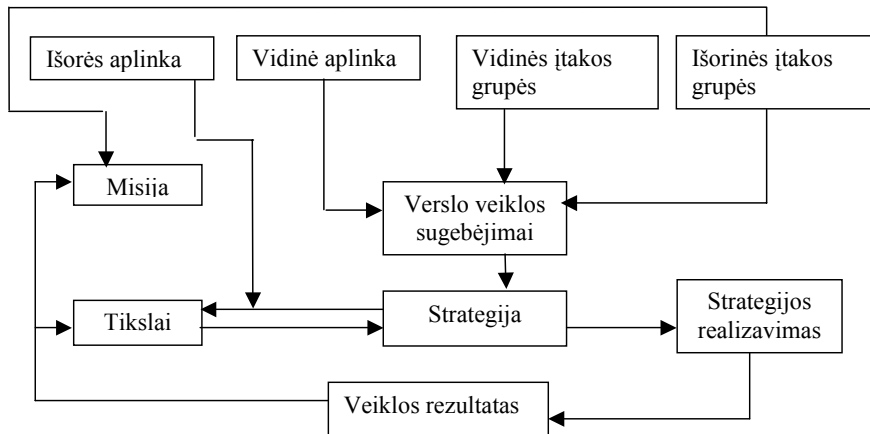 Išorės aplinka
Vidinė aplinka
Vidinės įtakos
grupės
Išorinės įtakos
grupės
Misija
Verslo veiklos
sugebėjimai
Tikslai
Strategija
Strategijos
realizavimas
Veiklos rezultatas